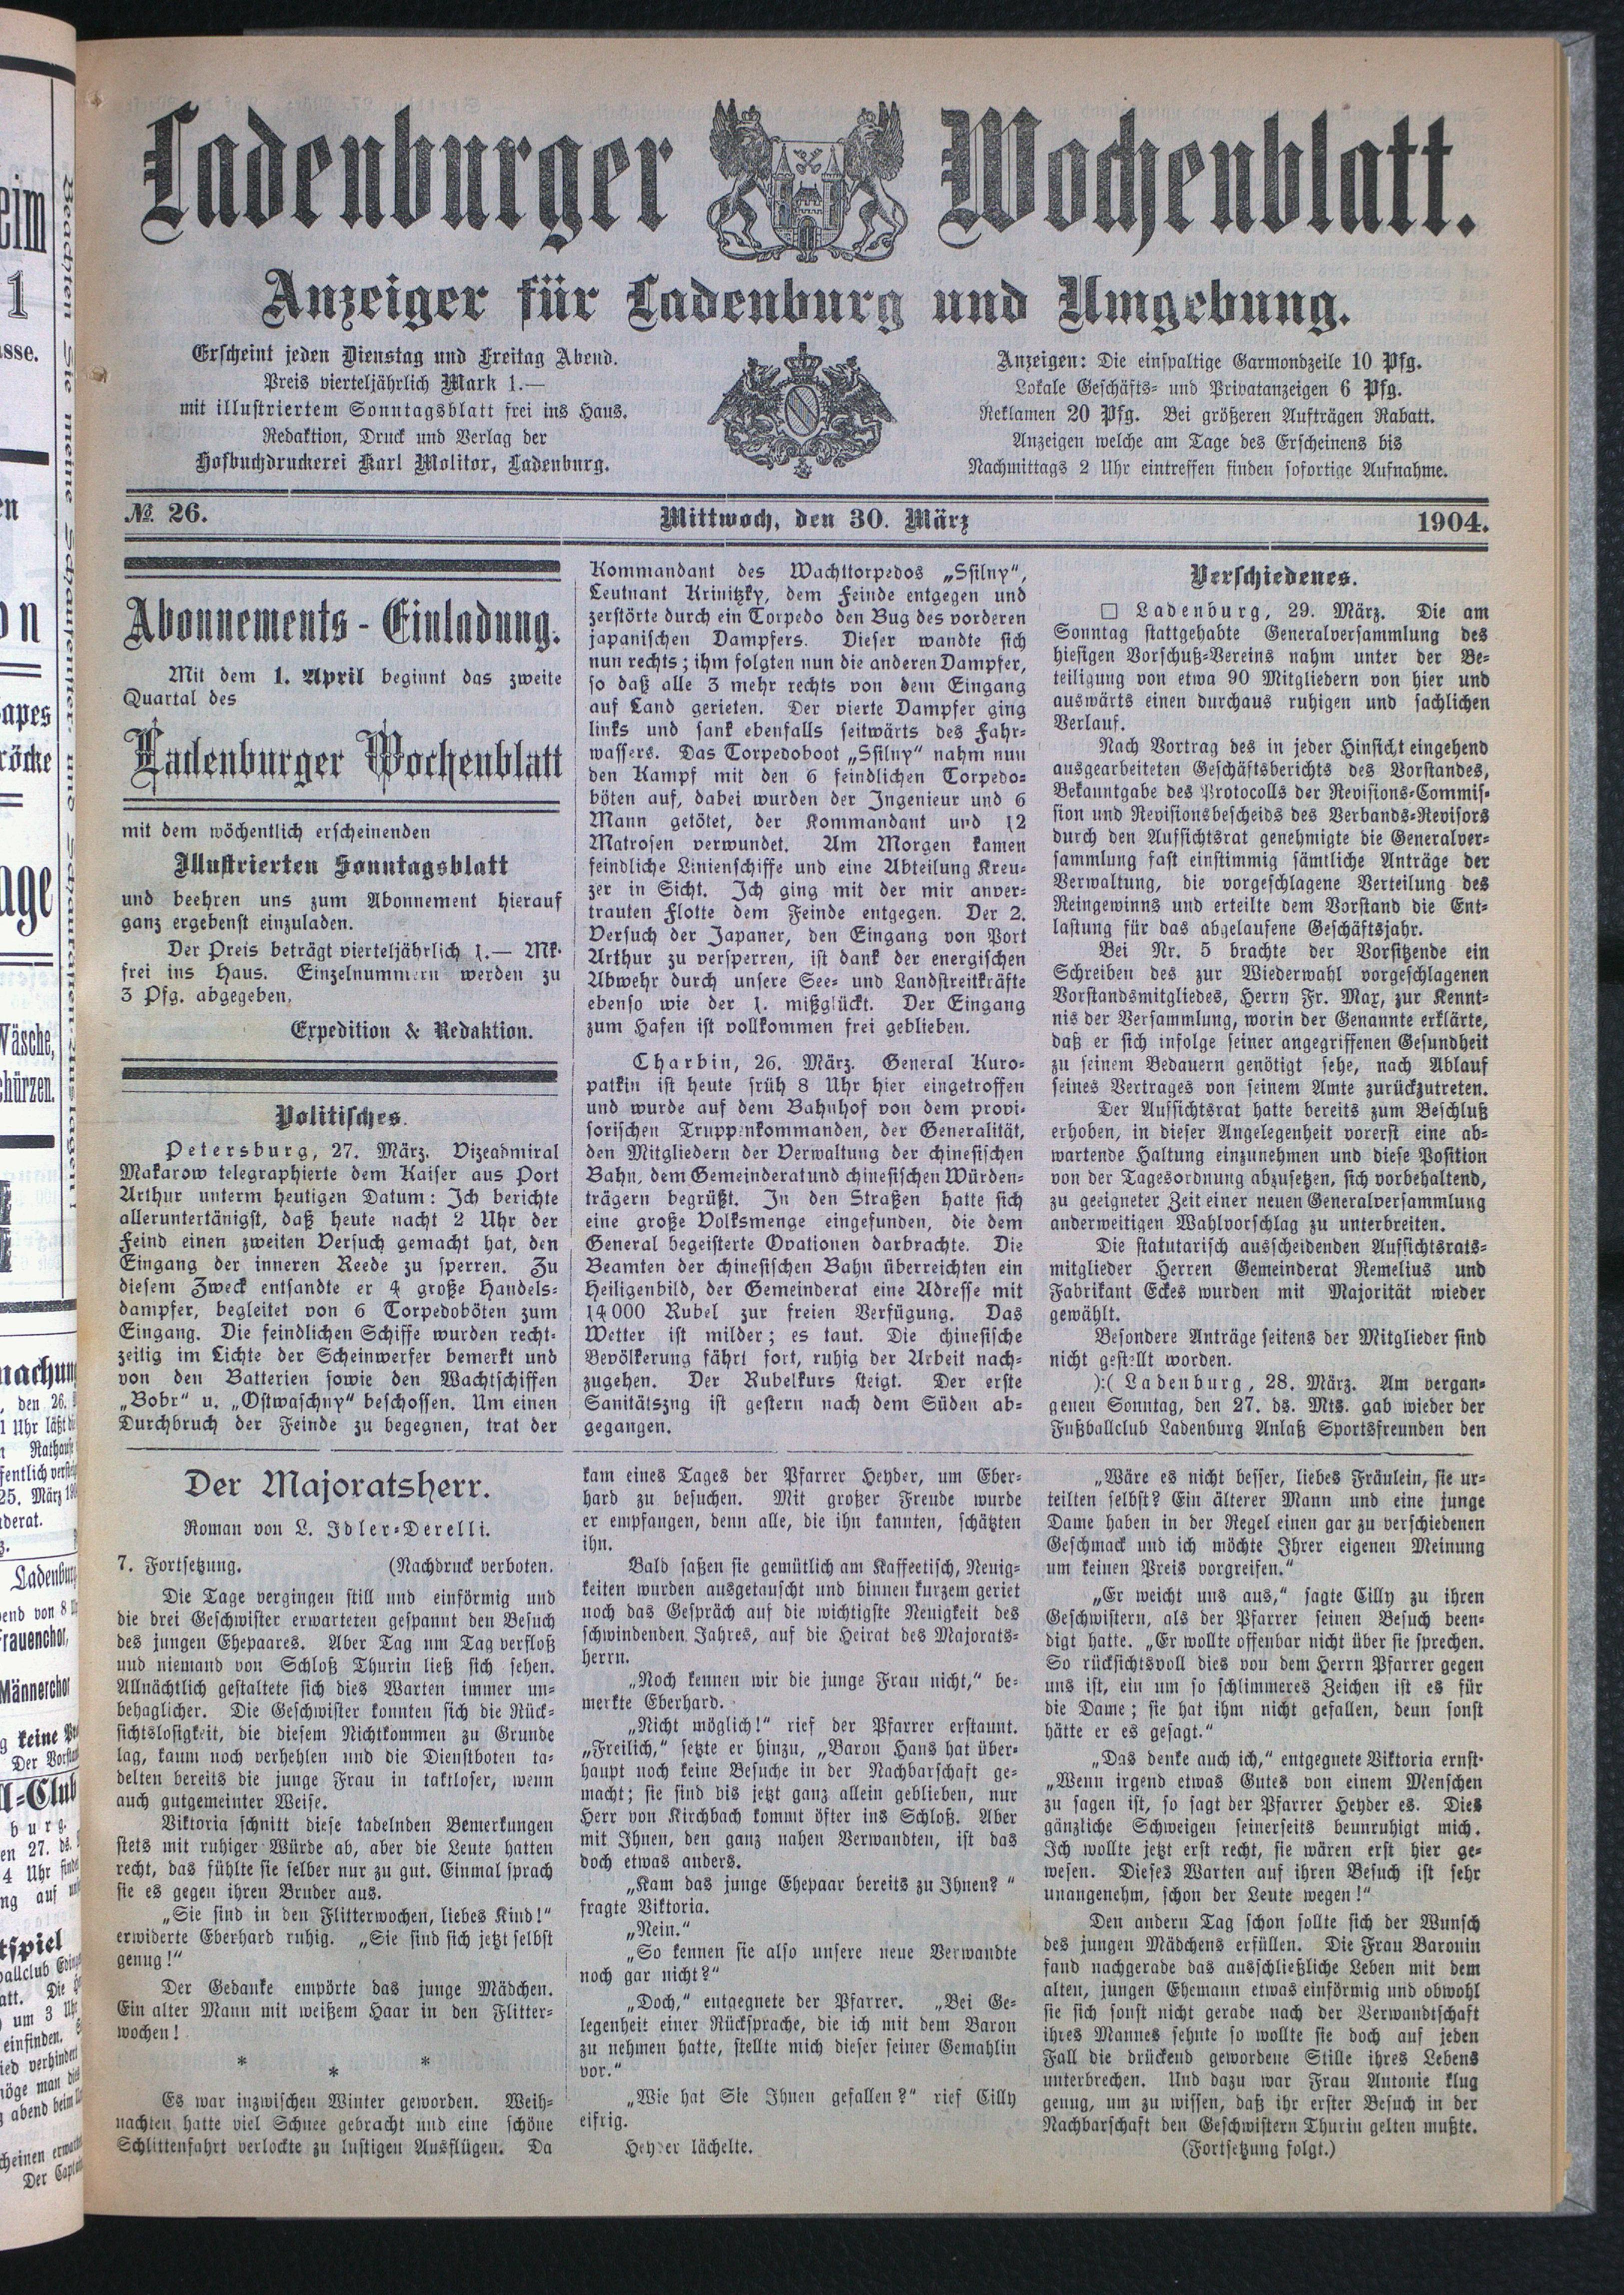 Ladenburger Wochenblatt.
Anzeiger für Ladenburg und Umgebung.
Erscheint jeden Dienstag und Freitag Abend.
Preis vierteljährlich Mark 1.—
mit illustriertem Sonntagsblatt frei ins Haus.
Redaktion, Druck und Verlag der
Hofbuchdruckerei Karl Molitor, Ladenburg.
Anzeigen: Die einspaltige Garmondzeile 10 Pfg.
Lokale Geschäfts- und Privatanzeigen 6 Pfg.
Reklamen 20 Pfg. Bei größeren Aufträgen Rabatt.
Anzeigen welche am Tage des Erscheinens bis
Nachmittags 2 Uhr eintreffen finden sofortige Aufnahme.
№ 26.
Mittwoch, den 30. März
1904.
Abonnements-Einladung.
Mit dem 1. April beginnt das zweite
Quartal des
Ladenburger Wochenblatt
mit dem wöchentlich erscheinenden
Illustrierten Sonntagsblatt
und beehren uns zum Abonnement hierauf
ganz ergebenst einzuladen.
Der Preis beträgt vierteljährlich 1.— Mk.
frei ins Haus. Einzelnummern werden zu
3 Pfg. abgegeben.
Expedition & Redaktion.
Politisches.
Petersburg, 27. März. Vizeadmiral
Makarow telegraphierte dem Kaiser aus Port
Arthur unterm heutigen Datum: Ich berichte
alleruntertänigst, daß heute nacht 2 Uhr der
Feind einen zweiten Versuch gemacht hat, den
Eingang der inneren Reede zu sperren. Zu
diesem Zweck entsandte er 4 große Handels-
dampfer, begleitet von 6 Torpedoböten zum
Eingang. Die feindlichen Schiffe wurden recht-
zeitig im Lichte der Scheinwerfer bemerkt und
von den Batterien sowie den Wachtschiffen
„Bobr“ u. „Ostwaschny“ beschossen. Um einen
Durchbruch der Feinde zu begegnen, trat der
Kommandant des Wachttorpedos „Ssilny“,
Leutnant Krinitzky, dem Feinde entgegen und
zerstörte durch ein Torpedo den Bug des vorderen
japanischen Dampfers. Dieser wandte sich
nun rechts; ihm folgten nun die anderen Dampfer,
so daß alle 3 mehr rechts von dem Eingang
auf Land gerieten. Der vierte Dampfer ging
links und sank ebenfalls seitwärts des Fahr-
wassers. Das Torpedoboot „Ssilny“ nahm nun
den Kampf mit den 6 feindlichen Torpedo-
böten auf, dabei wurden der Ingenieur und 6
Mann getötet, der Kommandant und 12
Matrosen verwundet. Am Morgen kamen
feindliche Linienschiffe und eine Abteilung Kreu-
zer in Sicht. Ich ging mit der mir anver-
trauten Flotte dem Feinde entgegen. Der 2.
Versuch der Japaner, den Eingang von Port
Arthur zu versperren, ist dank der energischen
Abwehr durch unsere See- und Landstreitkräfte
ebenso wie der 1. mißglückt. Der Eingang
zum Hafen ist vollkommen frei geblieben.
Charbin, 26. März. General Kuro-
patkin ist heute früh 8 Uhr hier eingetroffen
und wurde auf dem Bahnhof von dem provi-
sorischen Truppenkommanden, der Generalität,
den Mitgliedern der Verwaltung der chinesischen
Bahn, dem Gemeinderat und chinesischen Würden-
trägern begrüßt. In den Straßen hatte sich
eine große Volksmenge eingefunden, die dem
General begeisterte Ovationen darbrachte. Die
Beamten der chinesischen Bahn überreichten ein
Heiligenbild, der Gemeinderat eine Adresse mit
14000 Rubel zur freien Verfügung. Das
Wetter ist milder; es taut. Die chinesische
Bevölkerung fährt fort, ruhig der Arbeit nach-
zugehen. Der Rubelkurs steigt. Der erste
Sanitätszug ist gestern nach dem Süden ab-
gegangen.
Verschiedenes.
□ Ladenburg, 29. März. Die am
Sonntag stattgehabte Generalversammlung des
hiesigen Vorschuß-Vereins nahm unter der Be-
teiligung von etwa 90 Mitgliedern von hier und
auswärts einen durchaus ruhigen und sachlichen
Verlauf.
Nach Vortrag des in jeder Hinsicht eingehend
ausgearbeiteten Geschäftsberichts des Vorstandes,
Bekanntgabe des Protocolls der Revisions-Commis-
sion und Revisionsbescheids des Verbands-Revisors
durch den Aufsichtsrat genehmigte die Generalver-
sammlung fast einstimmig sämtliche Anträge der
Verwaltung, die vorgeschlagene Verteilung des
Reingewinns und erteilte dem Vorstand die Ent-
lastung für das abgelaufene Geschäftsjahr.
Bei Nr. 5 brachte der Vorsitzende ein
Schreiben des zur Wiederwahl vorgeschlagenen
Vorstandsmitgliedes, Herrn Fr. Max, zur Kennt-
nis der Versammlung, worin der Genannte erklärte,
daß er sich infolge seiner angegriffenen Gesundheit
zu seinem Bedauern genötigt sehe, nach Ablauf
seines Vertrages von seinem Amte zurückzutreten.
Der Aufsichtsrat hatte bereits zum Beschluß
erhoben, in dieser Angelegenheit vorerst eine ab-
wartende Haltung einzunehmen und diese Position
von der Tagesordnung abzusetzen, sich vorbehaltend,
zu geeigneter Zeit einer neuen Generalversammlung
anderweitigen Wahlvorschlag zu unterbreiten.
Die statutarisch ausscheidenden Aufsichtsrats-
mitglieder Herren Gemeinderat Remelius und
Fabrikant Eckes wurden mit Majorität wieder
gewählt.
Besondere Anträge seitens der Mitglieder sind
nicht gestellt worden.
):( Ladenburg, 28. März. Am vergan-
genen Sonntag, den 27. ds. Mts. gab wieder der
Fußballclub Ladenburg Anlaß Sportsfreunden den
Der Majoratsherr.
Roman von L. Idler-Derelli.
7. Fortsetzung. (Nachdruck verboten.
Die Tage vergingen still und einförmig und
die drei Geschwister erwarteten gespannt den Besuch
des jungen Ehepaares. Aber Tag um Tag verfloß
und niemand von Schloß Thurin ließ sich sehen.
Allnächtlich gestaltete sich dies Warten immer un-
behaglicher. Die Geschwister konnten sich die Rück-
sichtslosigkeit, die diesem Nichtkommen zu Grunde
lag, kaum noch verhehlen und die Dienstboten ta-
delten bereits die junge Frau in taktloser, wenn
auch gutgemeinter Weise.
Viktoria schnitt diese tadelnden Bemerkungen
stets mit ruhiger Würde ab, aber die Leute hatten
recht, das fühlte sie selber nur zu gut. Einmal sprach
sie es gegen ihren Bruder aus.
„Sie sind in den Flitterwochen, liebes Kind!“
erwiderte Eberhard ruhig. „Sie sind sich jetzt selbst
genug!“
Der Gedanke empörte das junge Mädchen.
Ein alter Mann mit weißem Haar in den Flitter-
wochen!
* * *
Es war inzwischen Winter geworden. Weih-
nachten hatte viel Schnee gebracht und eine schöne
Schlittenfahrt verlockte zu lustigen Ausflügen. Da
kam eines Tages der Pfarrer Heyder, um Eber-
hard zu besuchen. Mit großer Freude wurde
er empfangen, denn alle, die ihn kannten, schätzten
ihn.
Bald saßen sie gemütlich am Kaffeetisch, Neuig-
keiten wurden ausgetauscht und binnen kurzem geriet
noch das Gespräch auf die wichtigste Neuigkeit des
schwindenden Jahres, auf die Heirat des Majorats-
herrn.
„Noch kennen wir die junge Frau nicht,“ be-
merkte Eberhard.
„Nicht möglich!“ rief der Pfarrer erstaunt.
„Freilich,“ setzte er hinzu, „Baron Hans hat über-
haupt noch keine Besuche in der Nachbarschaft ge-
macht; sie sind bis jetzt ganz allein geblieben, nur
Herr von Kirchbach kommt öfter ins Schloß. Aber
mit Ihnen, den ganz nahen Verwandten, ist das
doch etwas anders.
„Kam das junge Ehepaar bereits zu Ihnen?“
fragte Viktoria.
„Nein.“
„So kennen sie also unsere neue Verwandte
noch gar nicht?“
„Doch,“ entgegnete der Pfarrer. „Bei Ge-
legenheit einer Rücksprache, die ich mit dem Baron
zu nehmen hatte, stellte mich dieser seiner Gemahlin
vor.“
„Wie hat Sie Ihnen gefallen?“ rief Cilly
eifrig.
Heyder lächelte.
„Wäre es nicht besser, liebes Fräulein, sie ur-
teilten selbst? Ein älterer Mann und eine junge
Dame haben in der Regel einen gar zu verschiedenen
Geschmack und ich möchte Ihrer eigenen Meinung
um keinen Preis vorgreifen.“
„Er weicht uns aus,“ sagte Cilly zu ihren
Geschwistern, als der Pfarrer seinen Besuch been-
digt hatte. „Er wollte offenbar nicht über sie sprechen.
So rücksichtsvoll dies von dem Herrn Pfarrer gegen
uns ist, ein um so schlimmeres Zeichen ist es für
die Dame; sie hat ihm nicht gefallen, denn sonst
hätte er es gesagt.“
„Das denke auch ich,“ entgegnete Viktoria ernst.
„Wenn irgend etwas Gutes von einem Menschen
zu sagen ist, so sagt der Pfarrer Heyder es. Dies
gänzliche Schweigen seinerseits beunruhigt mich.
Ich wollte jetzt erst recht, sie wären erst hier ge-
wesen. Dieses Warten auf ihren Besuch ist sehr
unangenehm, schon der Leute wegen!“
Den andern Tag schon sollte sich der Wunsch
des jungen Mädchens erfüllen. Die Frau Baronin
fand nachgerade das ausschließliche Leben mit dem
alten, jungen Ehemann etwas einförmig und obwohl
sie sich sonst nicht gerade nach der Verwandtschaft
ihres Mannes sehnte so wollte sie doch auf jeden
Fall die drückend gewordene Stille ihres Lebens
unterbrechen. Und dazu war Frau Antonie klug
genug, um zu wissen, daß ihr erster Besuch in der
Nachbarschaft den Geschwistern Thurin gelten mußte.
(Fortsetzung folgt.)